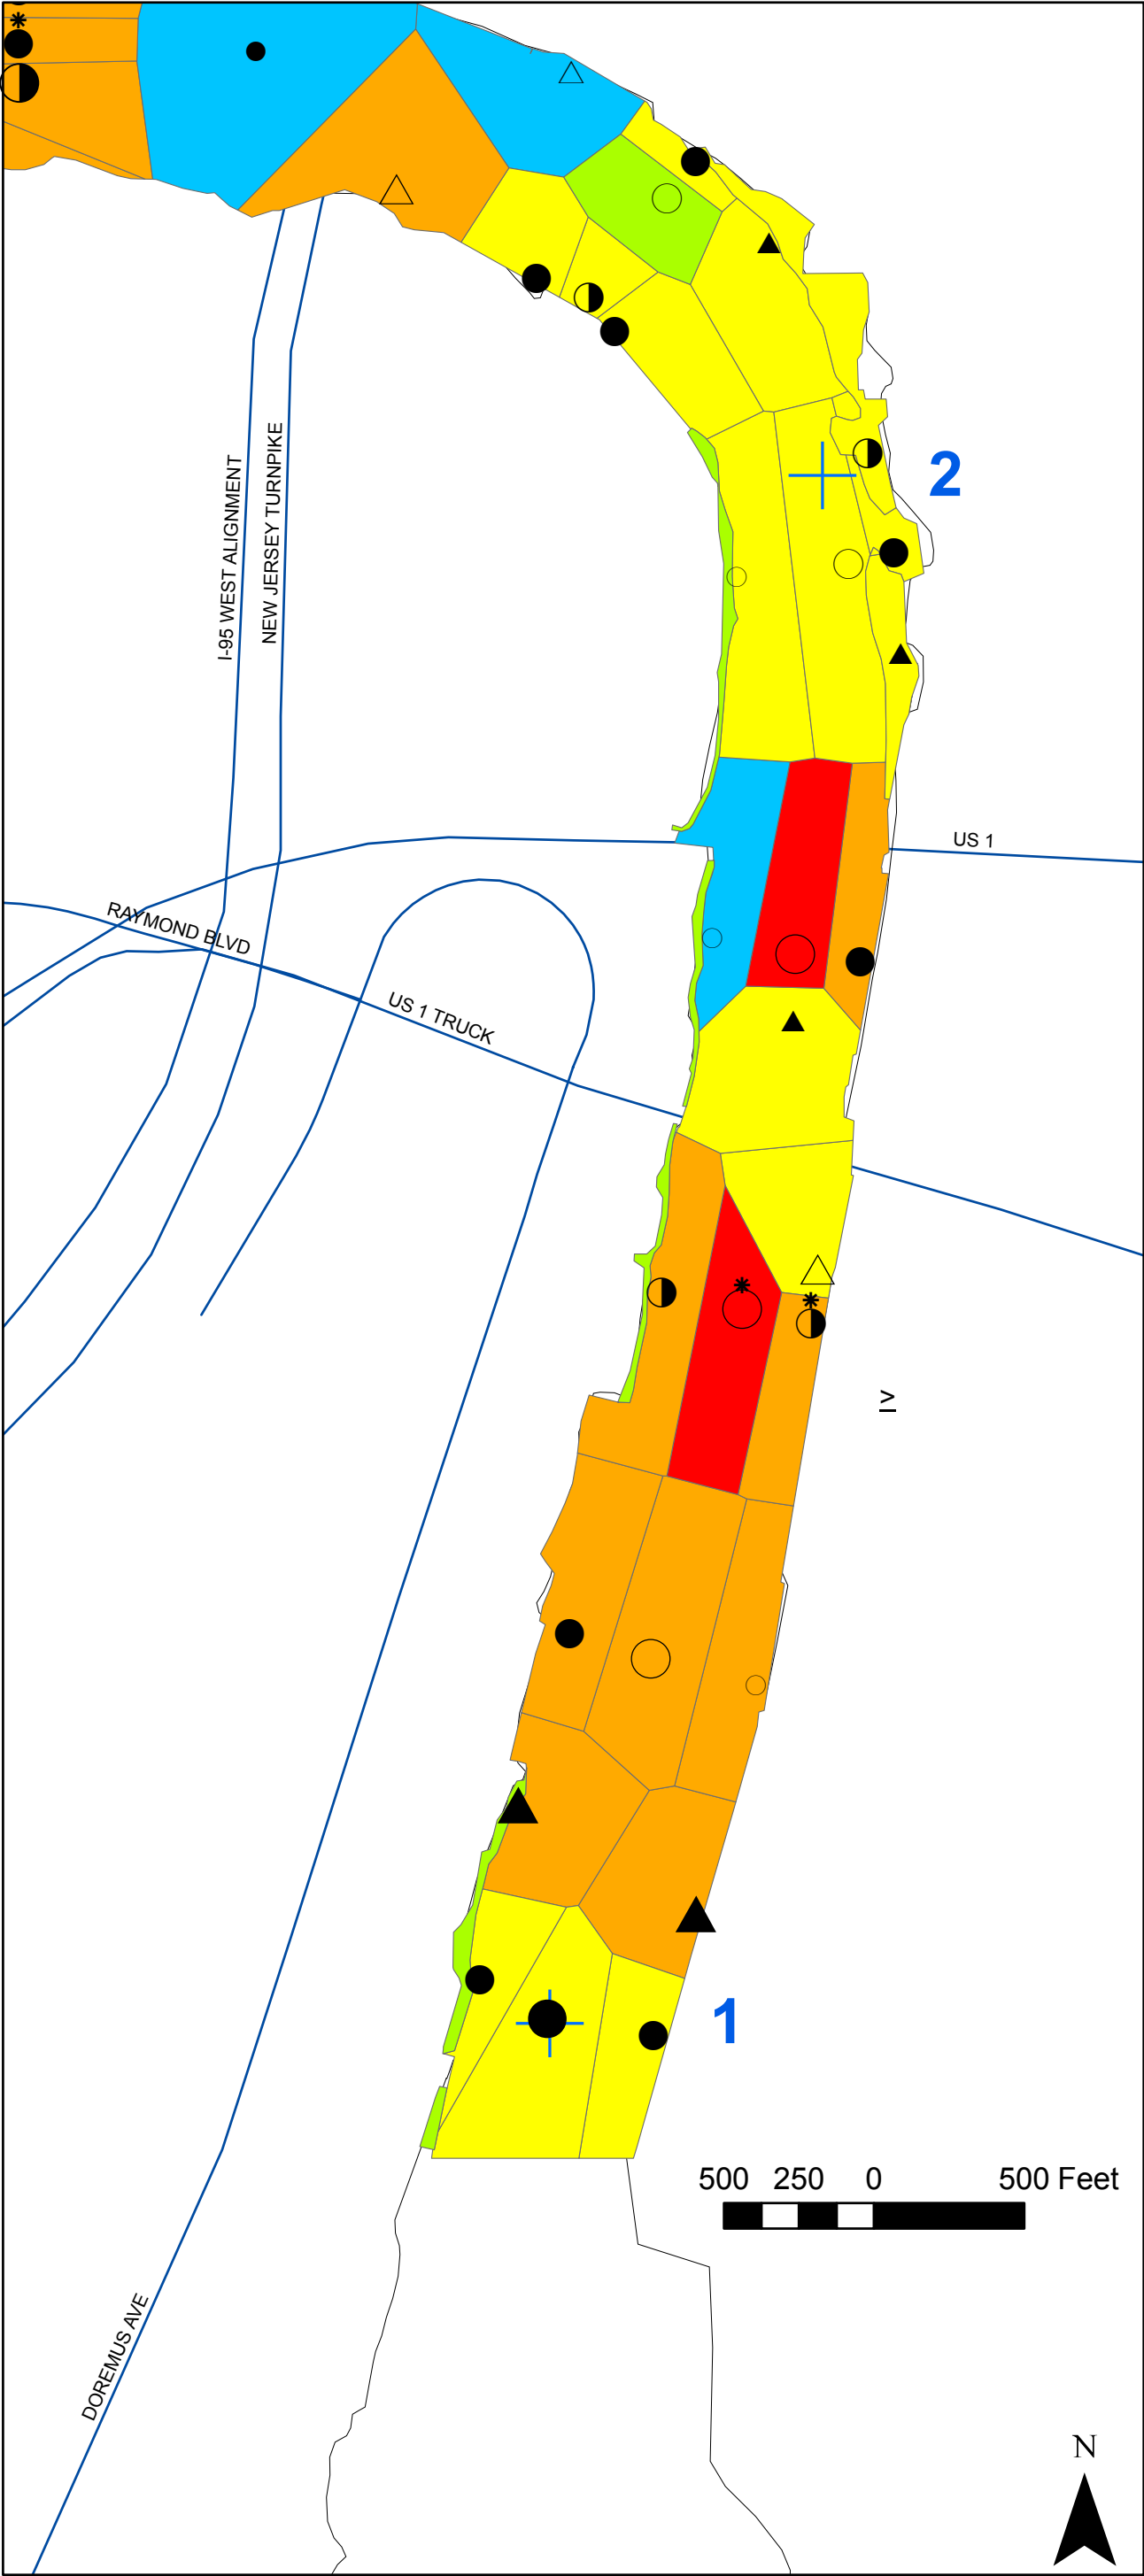 I-95 WEST ALIGNMENT
NEW JERSEY TURNPIKE
2
US 1
RAYMOND BLVD
US 1 TRUCK
≥
1
500 250 0 500 Feet
DOREMUS AVE
N